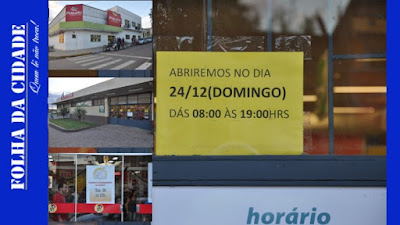 FOLHA DA CIDADE
Quem lê não nora!
ABRIREMOS NO DIA
24/12(DOMINGO)
DÁS 08:00 ÀS 19:00HRS
horário